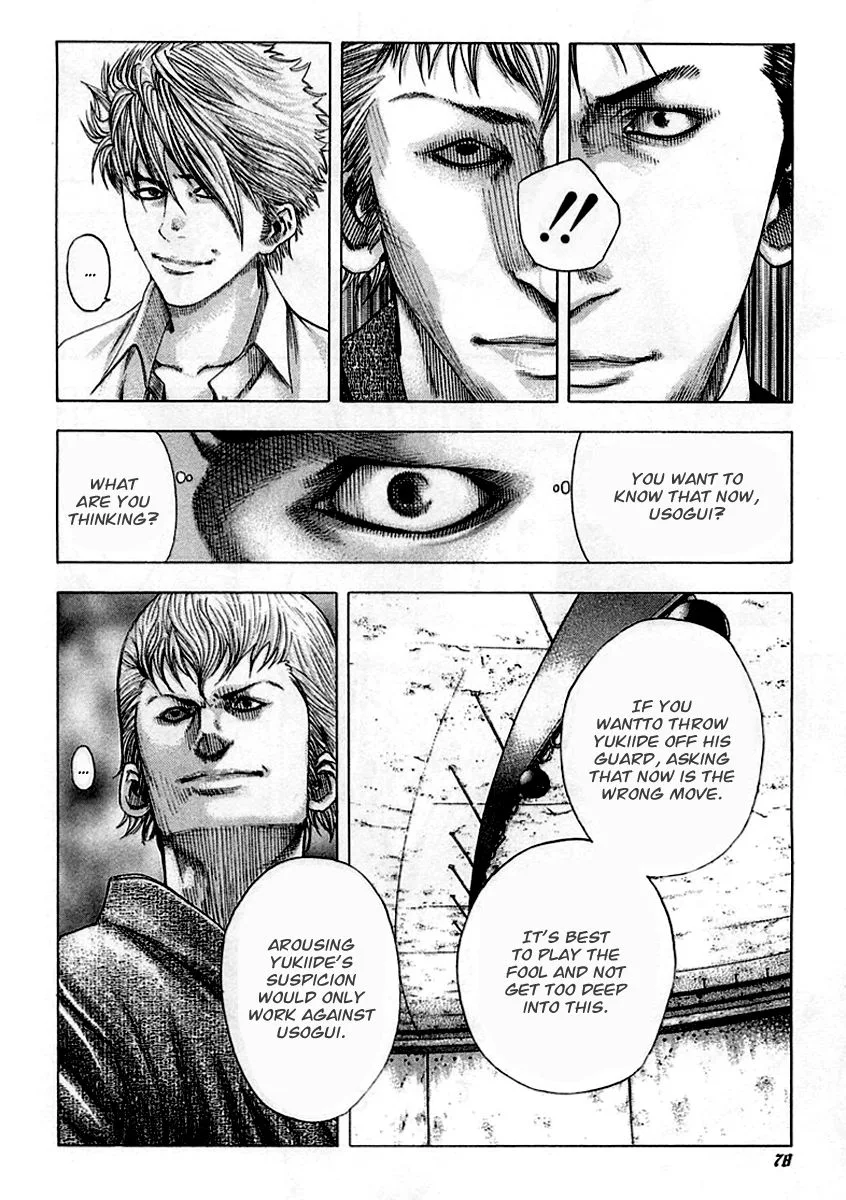 !!
...
YOU WANT TO
KNOW THAT NOW,
USOGUI?
WHAT
ARE YOU
THINKING?
IF YOU
WANTTO THROW
YUKIIDE OFF HIS
GUARD, ASKING
THAT NOW IS THE
WRONG MOVE.
IT'S BEST
TO PLAY THE
FOOL AND NOT
GET TOO DEEP
INTO THIS.
AROUSING
YUKIIDE'S
SUSPICION
WOULD ONLY
WORK AGAINST
USOGUI.
...
78